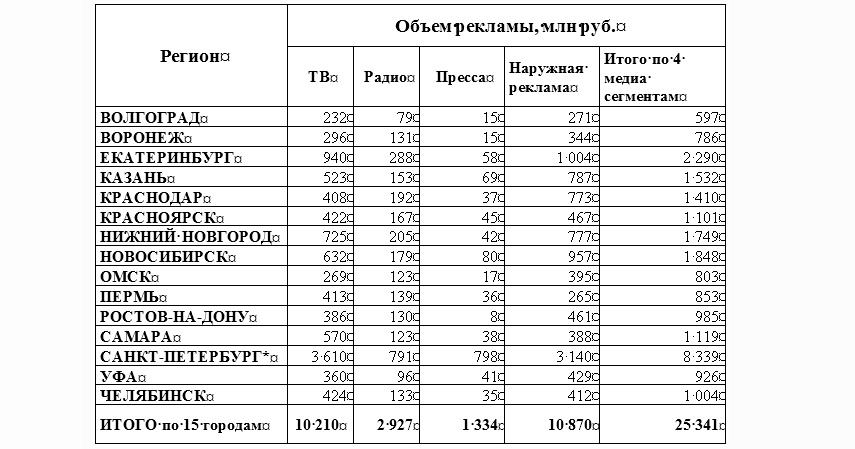 Регион¤ Объем·рекламы,·млн·руб.¤
ТВ¤ Радио¤ Пресса¤ Наружная· реклама¤ Итого·по·4· медиа· сегментам¤
ВОЛГОГРАД¤ 232¤ 79¤ 15¤ 271¤ 597¤
ВОРОНЕЖ¤ 296¤ 131¤ 15¤ 344¤ 786¤
ЕКАТЕРИНБУРГ¤ 940¤ 288¤ 58¤ 1·004¤ 2·290¤
КАЗАНЬ¤ 523¤ 153¤ 69¤ 787¤ 1·532¤
КРАСНОДАР¤ 408¤ 192¤ 37¤ 773¤ 1·410¤
КРАСНОЯРСК¤ 422¤ 167¤ 45¤ 467¤ 1·101¤
НИЖНИЙ·НОВГОРОД¤ 725¤ 205¤ 42¤ 777¤ 1·749¤
НОВОСИБИРСК¤ 632¤ 179¤ 80¤ 957¤ 1·848¤
ОМСК¤ 269¤ 123¤ 17¤ 395¤ 803¤
ПЕРМЬ¤ 413¤ 139¤ 36¤ 265¤ 853¤
РОСТОВ-НА-ДОНУ¤ 386¤ 130¤ 8¤ 461¤ 985¤
САМАРА¤ 570¤ 123¤ 38¤ 388¤ 1·119¤
САНКТ-ПЕТЕРБУРГ*¤ 3·610¤ 791¤ 798¤ 3·140¤ 8·339¤
УФА¤ 360¤ 96¤ 41¤ 429¤ 926¤
ЧЕЛЯБИНСК¤ 424¤ 133¤ 35¤ 412¤ 1·004¤
ИТОГО·по·15·городам¤ 10·210¤ 2·927¤ 1·334¤ 10·870¤ 25·341¤